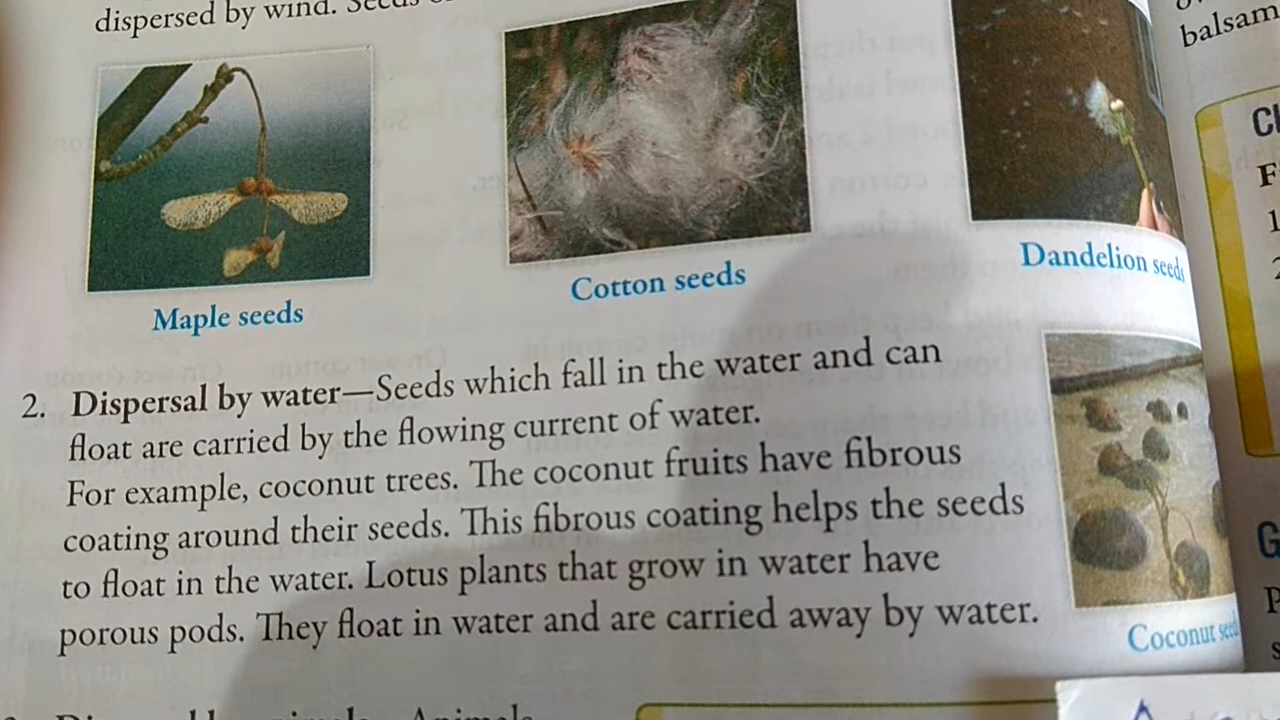 dispersed by wind. Seeds
balsam
Maple seeds
Cotton seeds
Dandelion seeds
2. Dispersal by water—Seeds which fall in the water and can
float are carried by the flowing current of water.
For example, coconut trees. The coconut fruits have fibrous
coating around their seeds. This fibrous coating helps the seeds
to float in the water. Lotus plants that grow in water have
porous pods. They float in water and are carried away by water.
Coconut seed